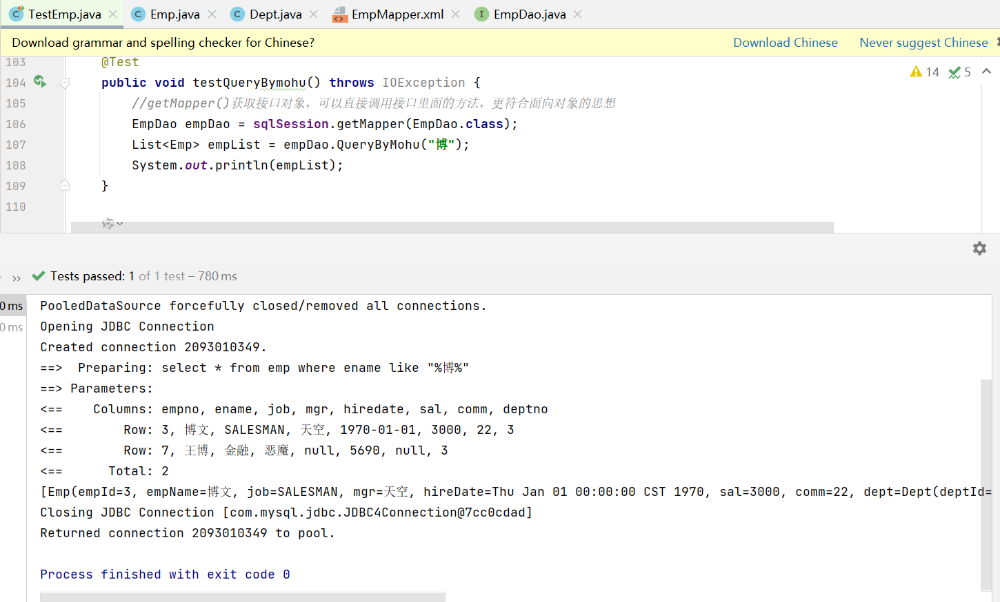 TestEmp.java Emp.java Dept.java EmpMapper.xml EmpDao.java
Download grammar and spelling checker for Chinese? Download Chinese Never suggest Chinese
103 @Test
14 5
104 public void testQueryBymohu() throws IOException {
105 //getMapper()获取接口对象，可以直接调用接口里面的方法，更符合面向对象的思想
106 EmpDao empDao = sqlSession.getMapper(EmpDao.class);
107 List<Emp> empList = empDao.QueryByMohu("博");
108 System.out.println(empList);
109 }
110
Tests passed: 1 of 1 test – 780 ms
0 ms PooledDataSource forcefully closed/removed all connections.
0 ms Opening JDBC Connection
Created connection 2093010349.
==>  Preparing: select * from emp where ename like "%博%"
==> Parameters:
<==    Columns: empno, ename, job, mgr, hiredate, sal, comm, deptno
<==        Row: 3, 博文, SALESMAN, 天空, 1970-01-01, 3000, 22, 3
<==        Row: 7, 王博, 金融, 恶魔, null, 5690, null, 3
<==      Total: 2
[Emp(empId=3, empName=博文, job=SALESMAN, mgr=天空, hireDate=Thu Jan 01 00:00:00 CST 1970, sal=3000, comm=22, dept=Dept(deptId=
Closing JDBC Connection [com.mysql.jdbc.JDBC4Connection@7cc0cdad]
Returned connection 2093010349 to pool.
Process finished with exit code 0